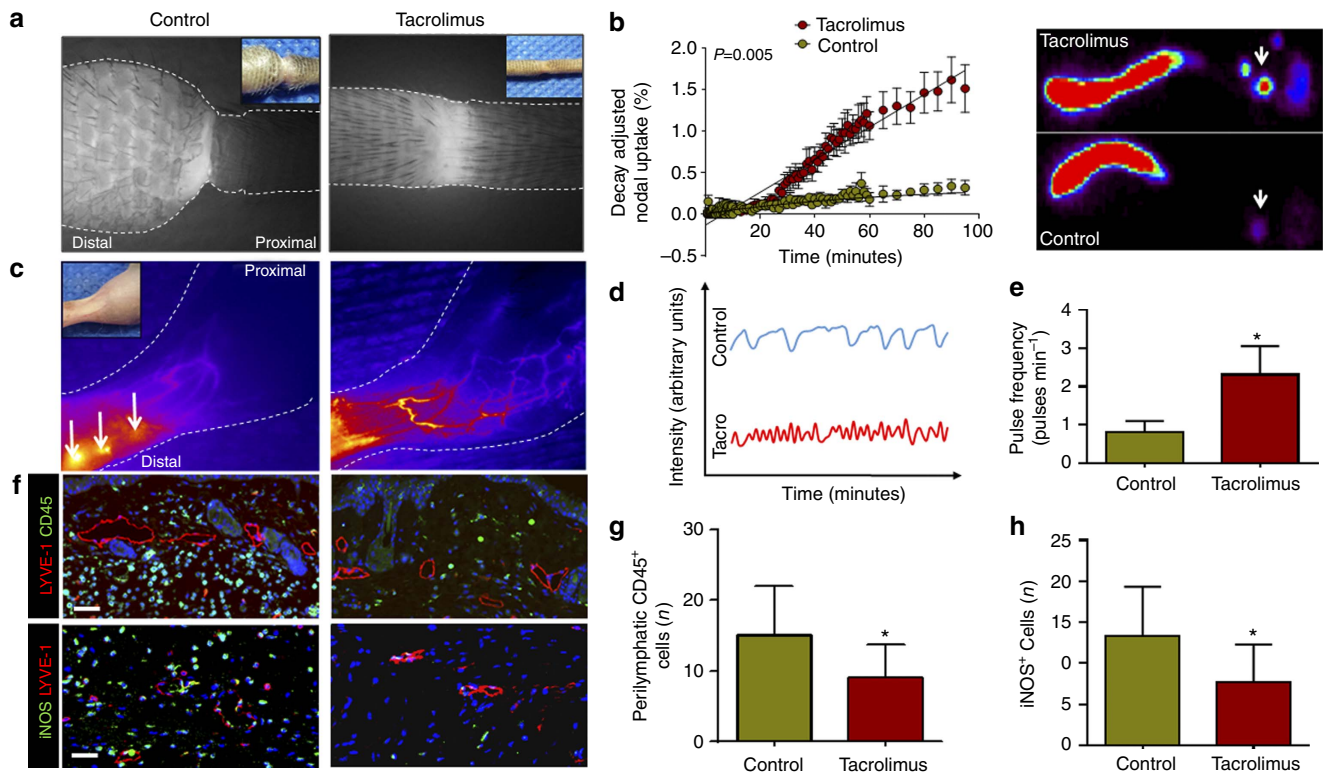 a
Control
Tacrolimus
Distal
Proximal
b
Tacrolimus
Control
P=0.005
Decay adjusted
nodal uptake (%)
2.0
1.5
1.0
0.5
0.0
–0.5
20
40
60
80
100
Time (minutes)
Tacrolimus
Control
c
Proximal
Distal
d
Intensity (arbitrary units)
Control
Tacro
Time (minutes)
e
Pulse frequency
(pulses min–1)
4
3
2
1
0
*
Control
Tacrolimus
f
LYVE-1 CD45
iNOS LYVE-1
g
Perilymphatic CD45+
cells (n)
30
20
10
0
*
Control
Tacrolimus
h
iNOS+ Cells (n)
25
20
15
0
5
0
*
Control
Tacrolimus